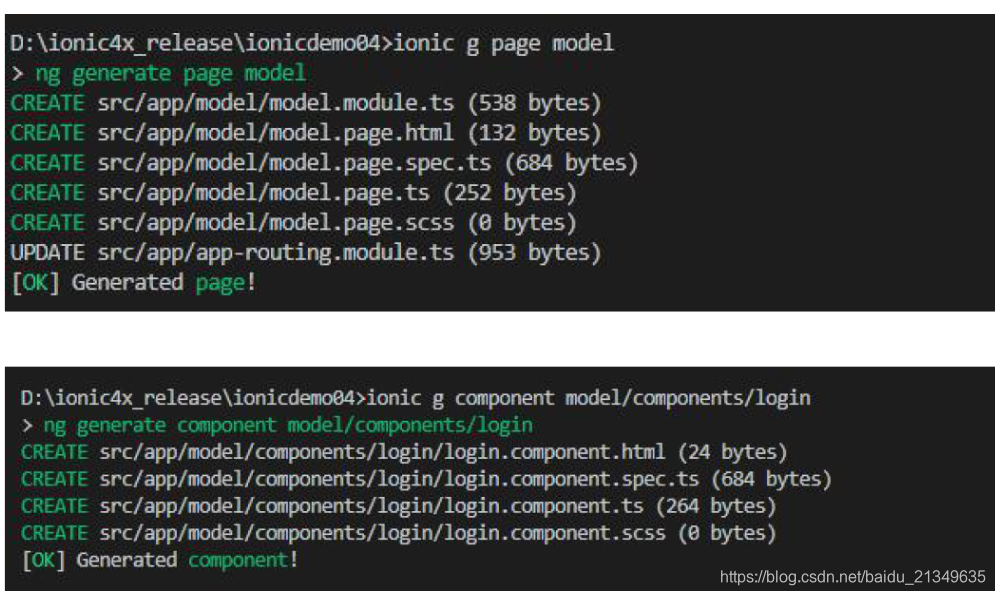 D:\ionic4x_release\ionicdemo04>ionic g page model
> ng generate page model
CREATE src/app/model/model.module.ts (538 bytes)
CREATE src/app/model/model.page.html (132 bytes)
CREATE src/app/model/model.page.spec.ts (684 bytes)
CREATE src/app/model/model.page.ts (252 bytes)
CREATE src/app/model/model.page.scss (0 bytes)
UPDATE src/app/app-routing.module.ts (953 bytes)
[OK] Generated page!
D:\ionic4x_release\ionicdemo04>ionic g component model/components/login
> ng generate component model/components/login
CREATE src/app/model/components/login/login.component.html (24 bytes)
CREATE src/app/model/components/login/login.component.spec.ts (684 bytes)
CREATE src/app/model/components/login/login.component.ts (264 bytes)
CREATE src/app/model/components/login/login.component.scss (0 bytes)
[OK] Generated component!
https://blog.csdn.net/baidu_21349635